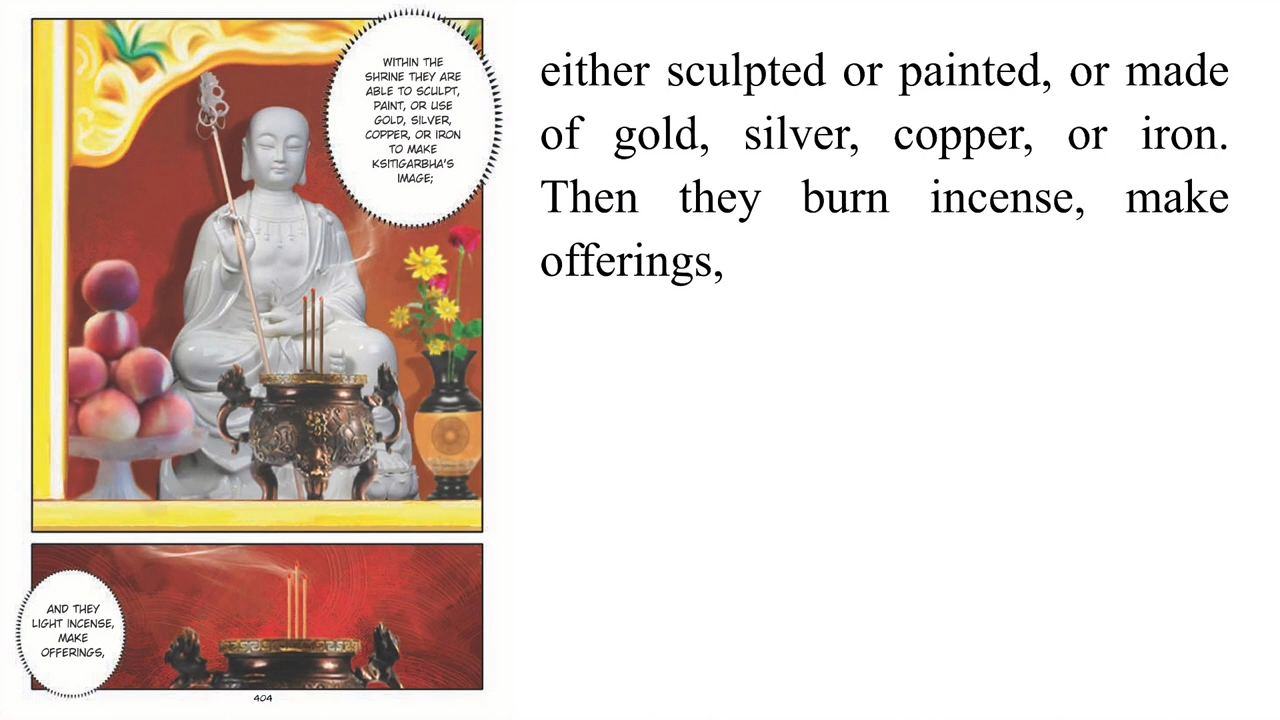 WITHIN THE
SHRINE THEY ARE
ABLE TO SCULPT,
PAINT, OR USE
GOLD, SILVER,
COPPER, OR IRON
TO MAKE
KSITIGARBHA'S
IMAGE;
AND THEY
LIGHT INCENSE,
MAKE
OFFERINGS,
404
either sculpted or painted, or made
of gold, silver, copper, or iron.
Then they burn incense, make
offerings,